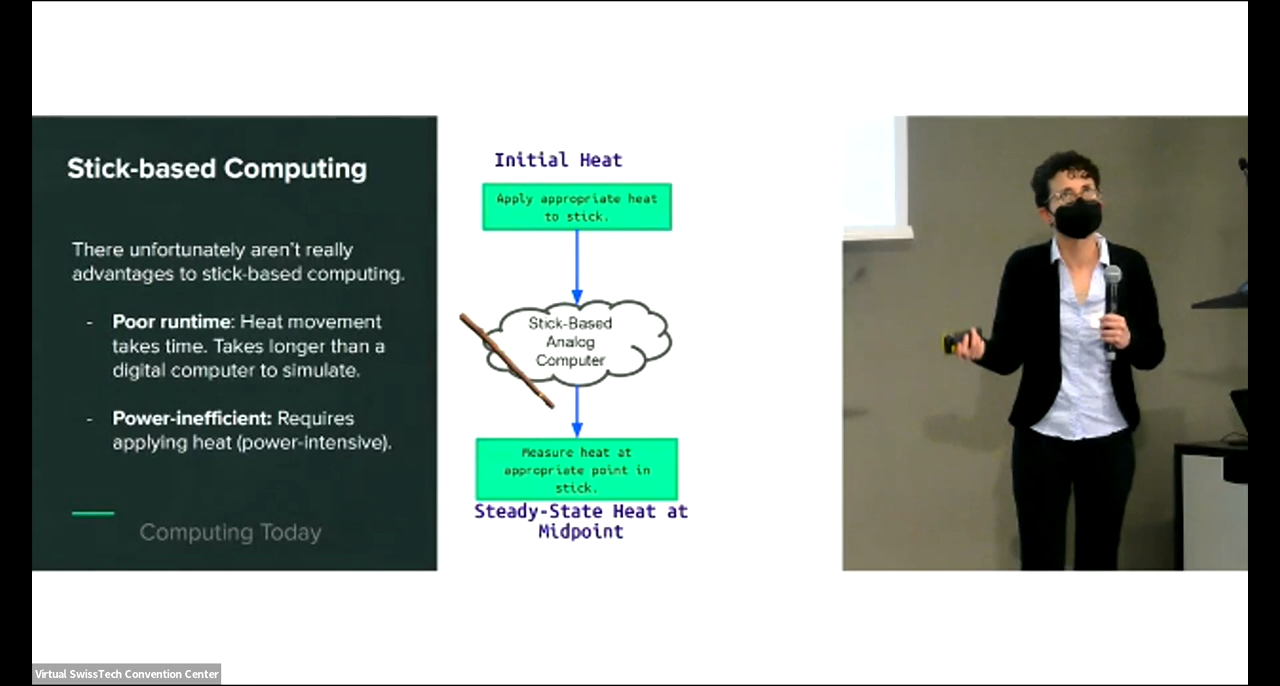 Stick-based Computing
There unfortunately aren't really
advantages to stick-based computing.
- Poor runtime: Heat movement
takes time. Takes longer than a
digital computer to simulate.
- Power-inefficient: Requires
applying heat (power-intensive).
Computing Today
Initial Heat
Apply appropriate heat
to stick.
Stick-Based
Analog
Computer
Measure heat at
appropriate point in
stick.
Steady-State Heat at
Midpoint
Virtual SwissTech Convention Center